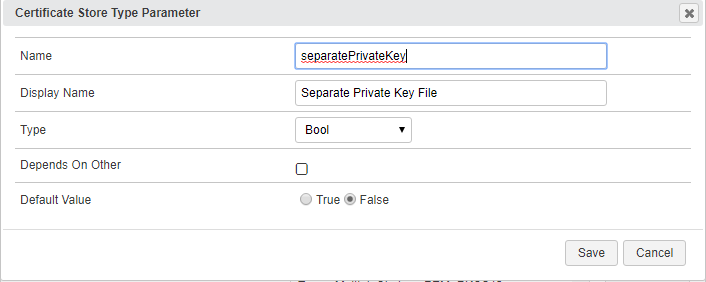 Certificate Store Type Parameter
Name separatePrivateKey
Display Name Separate Private Key File
Type Bool
Depends On Other
Default Value True False
Save Cancel